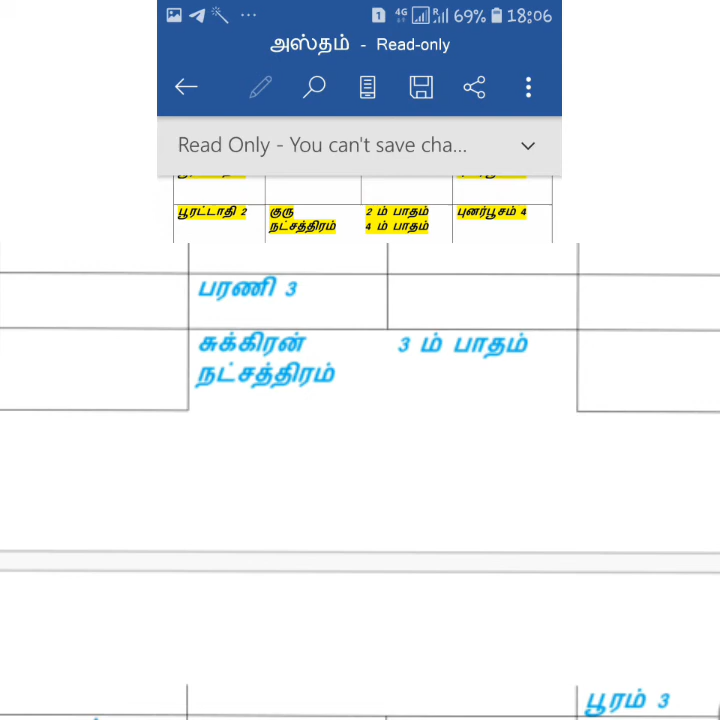 4G R 69% 18:06
அஸ்தம் - Read-only
Read Only - You can't save cha...
பூரட்டாதி 2 குரு 2 ம் பாதம் புனர்பூசம் 4
நட்சத்திரம் 4 ம் பாதம்
பரணி 3
சுக்கிரன் 3 ம் பாதம்
நட்சத்திரம்
பூரம் 3